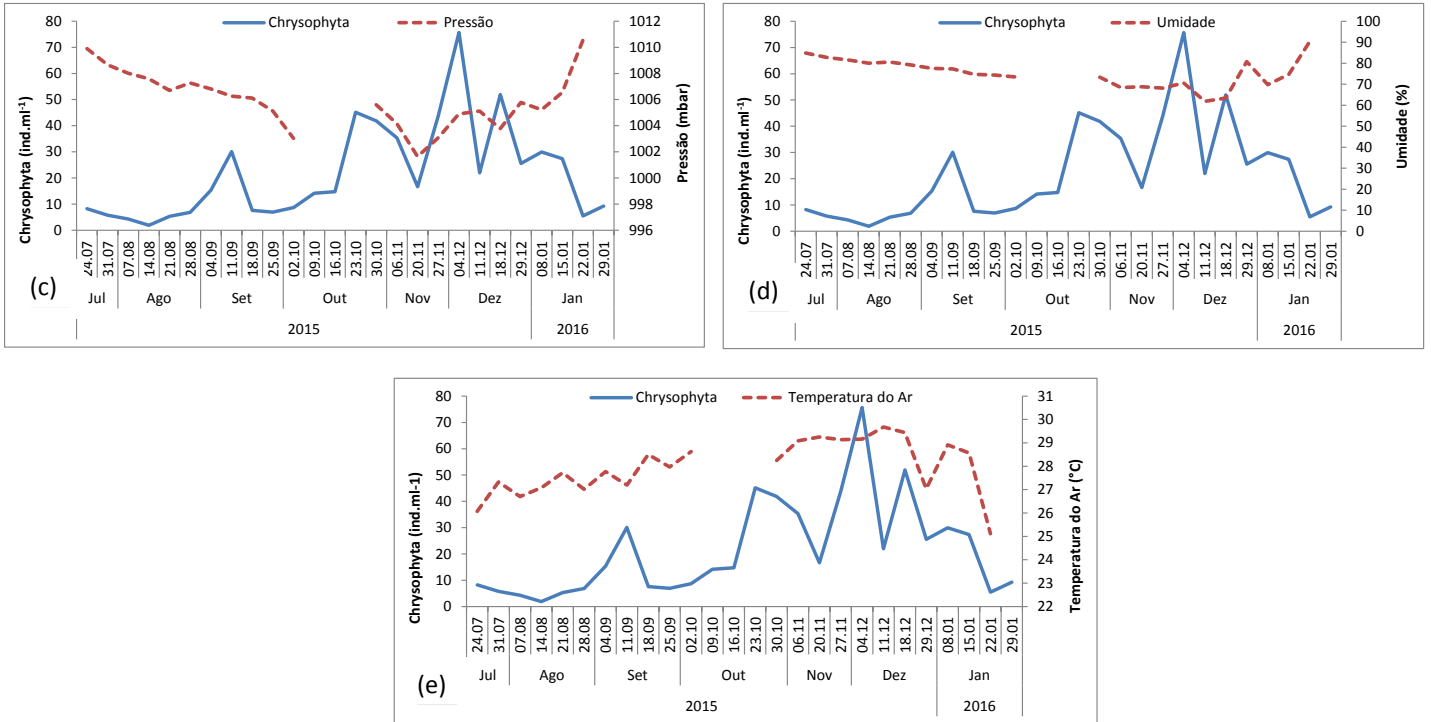 Chrysophyta Pressão
80 1012
70 1010
60 1008
50 1006
40 1004
30 1002
20 1000
10 998
0 996
Chrysophyta (ind.ml-1)
Pressão (mbar)
24.07 31.07 07.08 14.08 21.08 28.08 04.09 11.09 18.09 25.09 02.10 09.10 16.10 23.10 30.10 06.11 20.11 27.11 04.12 11.12 18.12 29.12 08.01 15.01 22.01 29.01
Jul Ago Set Out Nov Dez Jan
2015 2016
(c)
Chrysophyta Umidade
80 100
70 90
60 80
50 70
40 60
30 50
20 40
10 30
0 20
10
0
Chrysophyta (ind.ml-1)
Umidade (%)
24.07 31.07 07.08 14.08 21.08 28.08 04.09 11.09 18.09 25.09 02.10 09.10 16.10 23.10 30.10 06.11 20.11 27.11 04.12 11.12 18.12 29.12 08.01 15.01 22.01 29.01
Jul Ago Set Out Nov Dez Jan
2015 2016
(d)
Chrysophyta Temperatura do Ar
80 31
70 30
60 29
50 28
40 27
30 26
20 25
10 24
0 23
22
Chrysophyta (ind.ml-1)
Temperatura do Ar (°C)
24.07 31.07 07.08 14.08 21.08 28.08 04.09 11.09 18.09 25.09 02.10 09.10 16.10 23.10 30.10 06.11 20.11 27.11 04.12 11.12 18.12 29.12 08.01 15.01 22.01 29.01
Jul Ago Set Out Nov Dez Jan
2015 2016
(e)